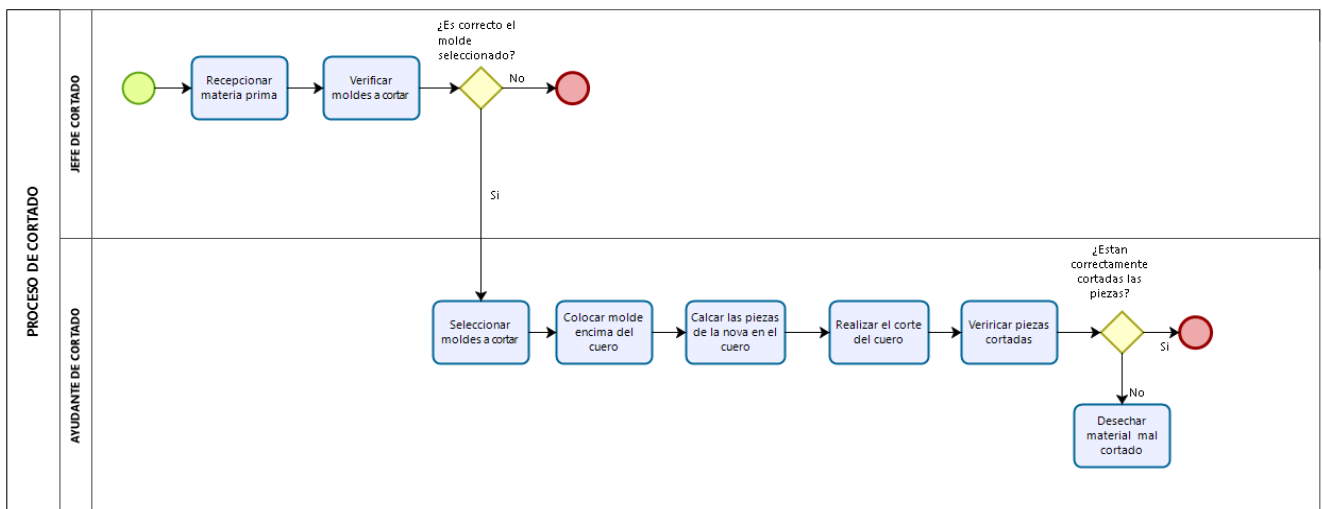 PROCESO DE CORTADO
JEFE DE CORTADO
¿Es correcto el
molde
seleccionado?
Recepcionar
materia prima
Verificar
moldes a cortar
No
Si
AYUDANTE DE CORTADO
¿Estan
correctamente
cortadas las
piezas?
Seleccionar
moldes a cortar
Colocar molde
encima del
cuero
Calcar las piezas
de la nova en el
cuero
Realizar el corte
del cuero
Veriricar piezas
cortadas
Si
No
Desechar
material mal
cortado